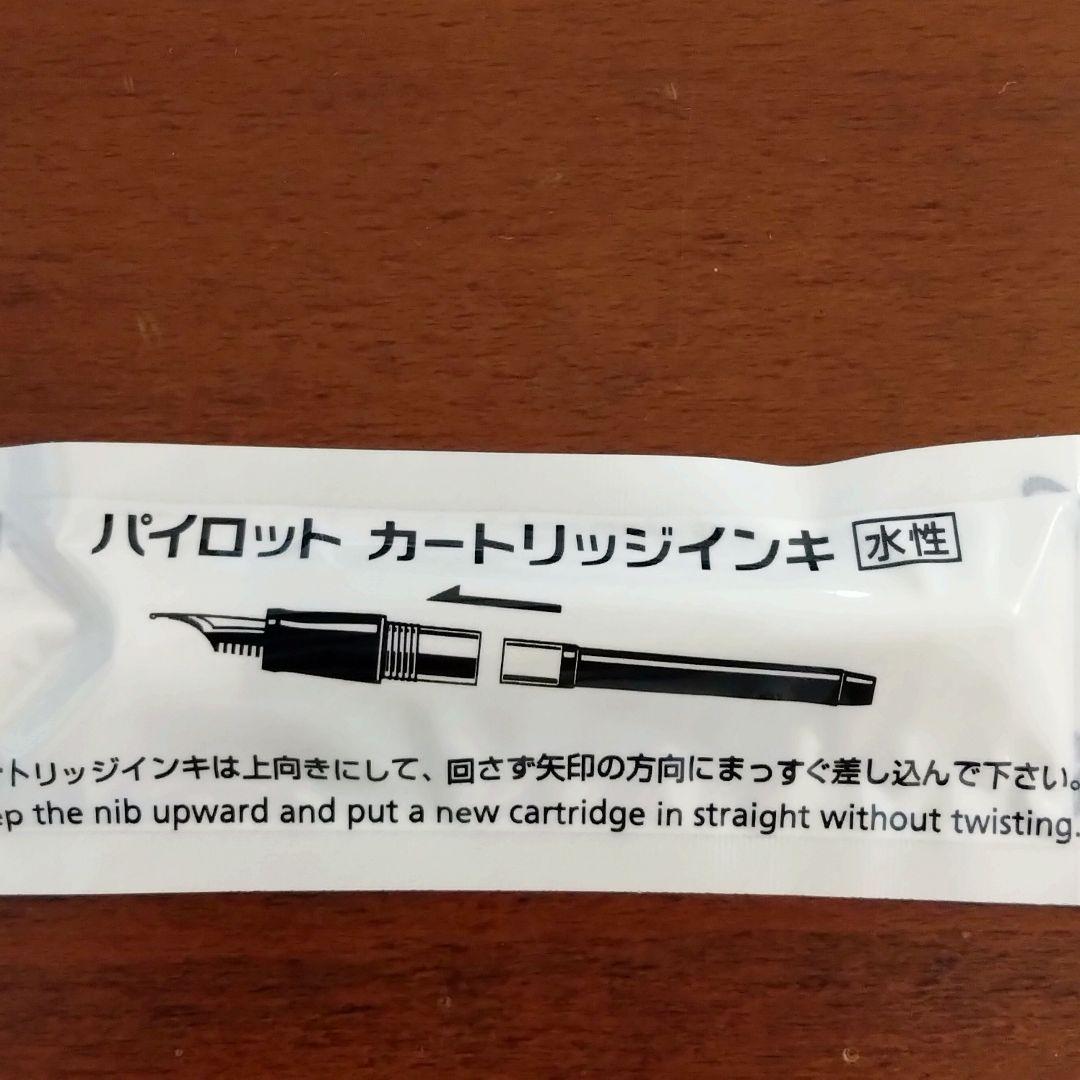 パイロット カートリッジインキ 水性
トリッジインキは上向きにして、回さず矢印の方向にまっすぐ差し込んで下さい。
the nib upward and put a new cartridge in straight without twisting.